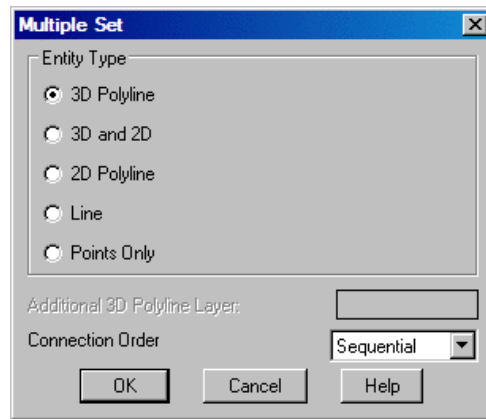 Multiple Set
Entity Type
3D Polyline
3D and 2D
2D Polyline
Line
Points Only
Additional 3D Polyline Layer:
Connection Order
Sequential
OK
Cancel
Help